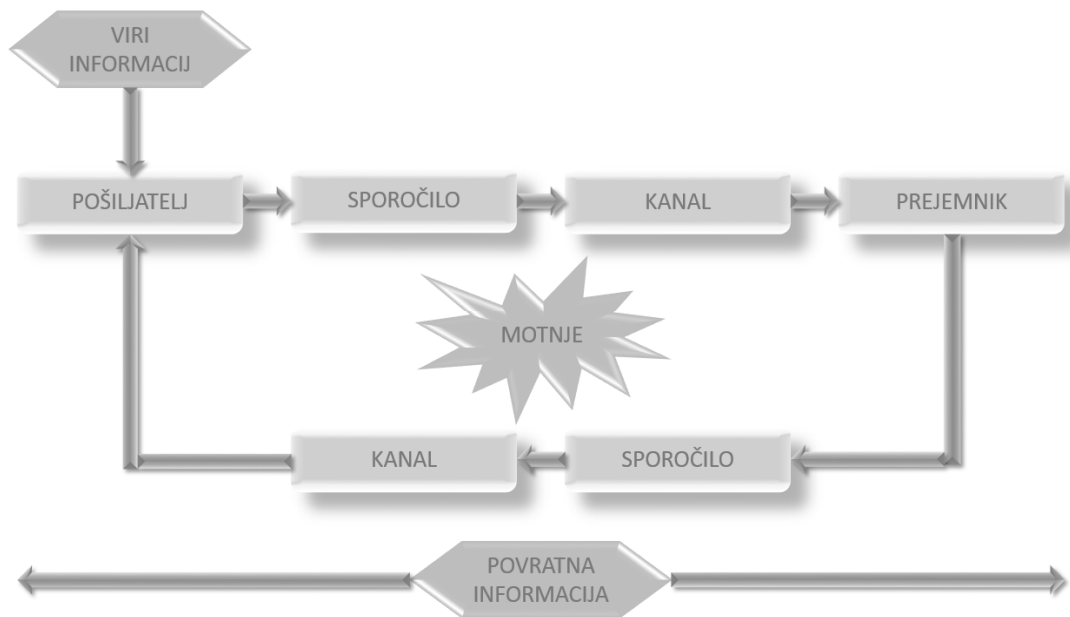 VIRI
INFORMACIJ
POŠILJATELJ
SPOROČILO
KANAL
PREJEMNIK
MOTNJE
KANAL
SPOROČILO
POVRATNA
INFORMACIJA